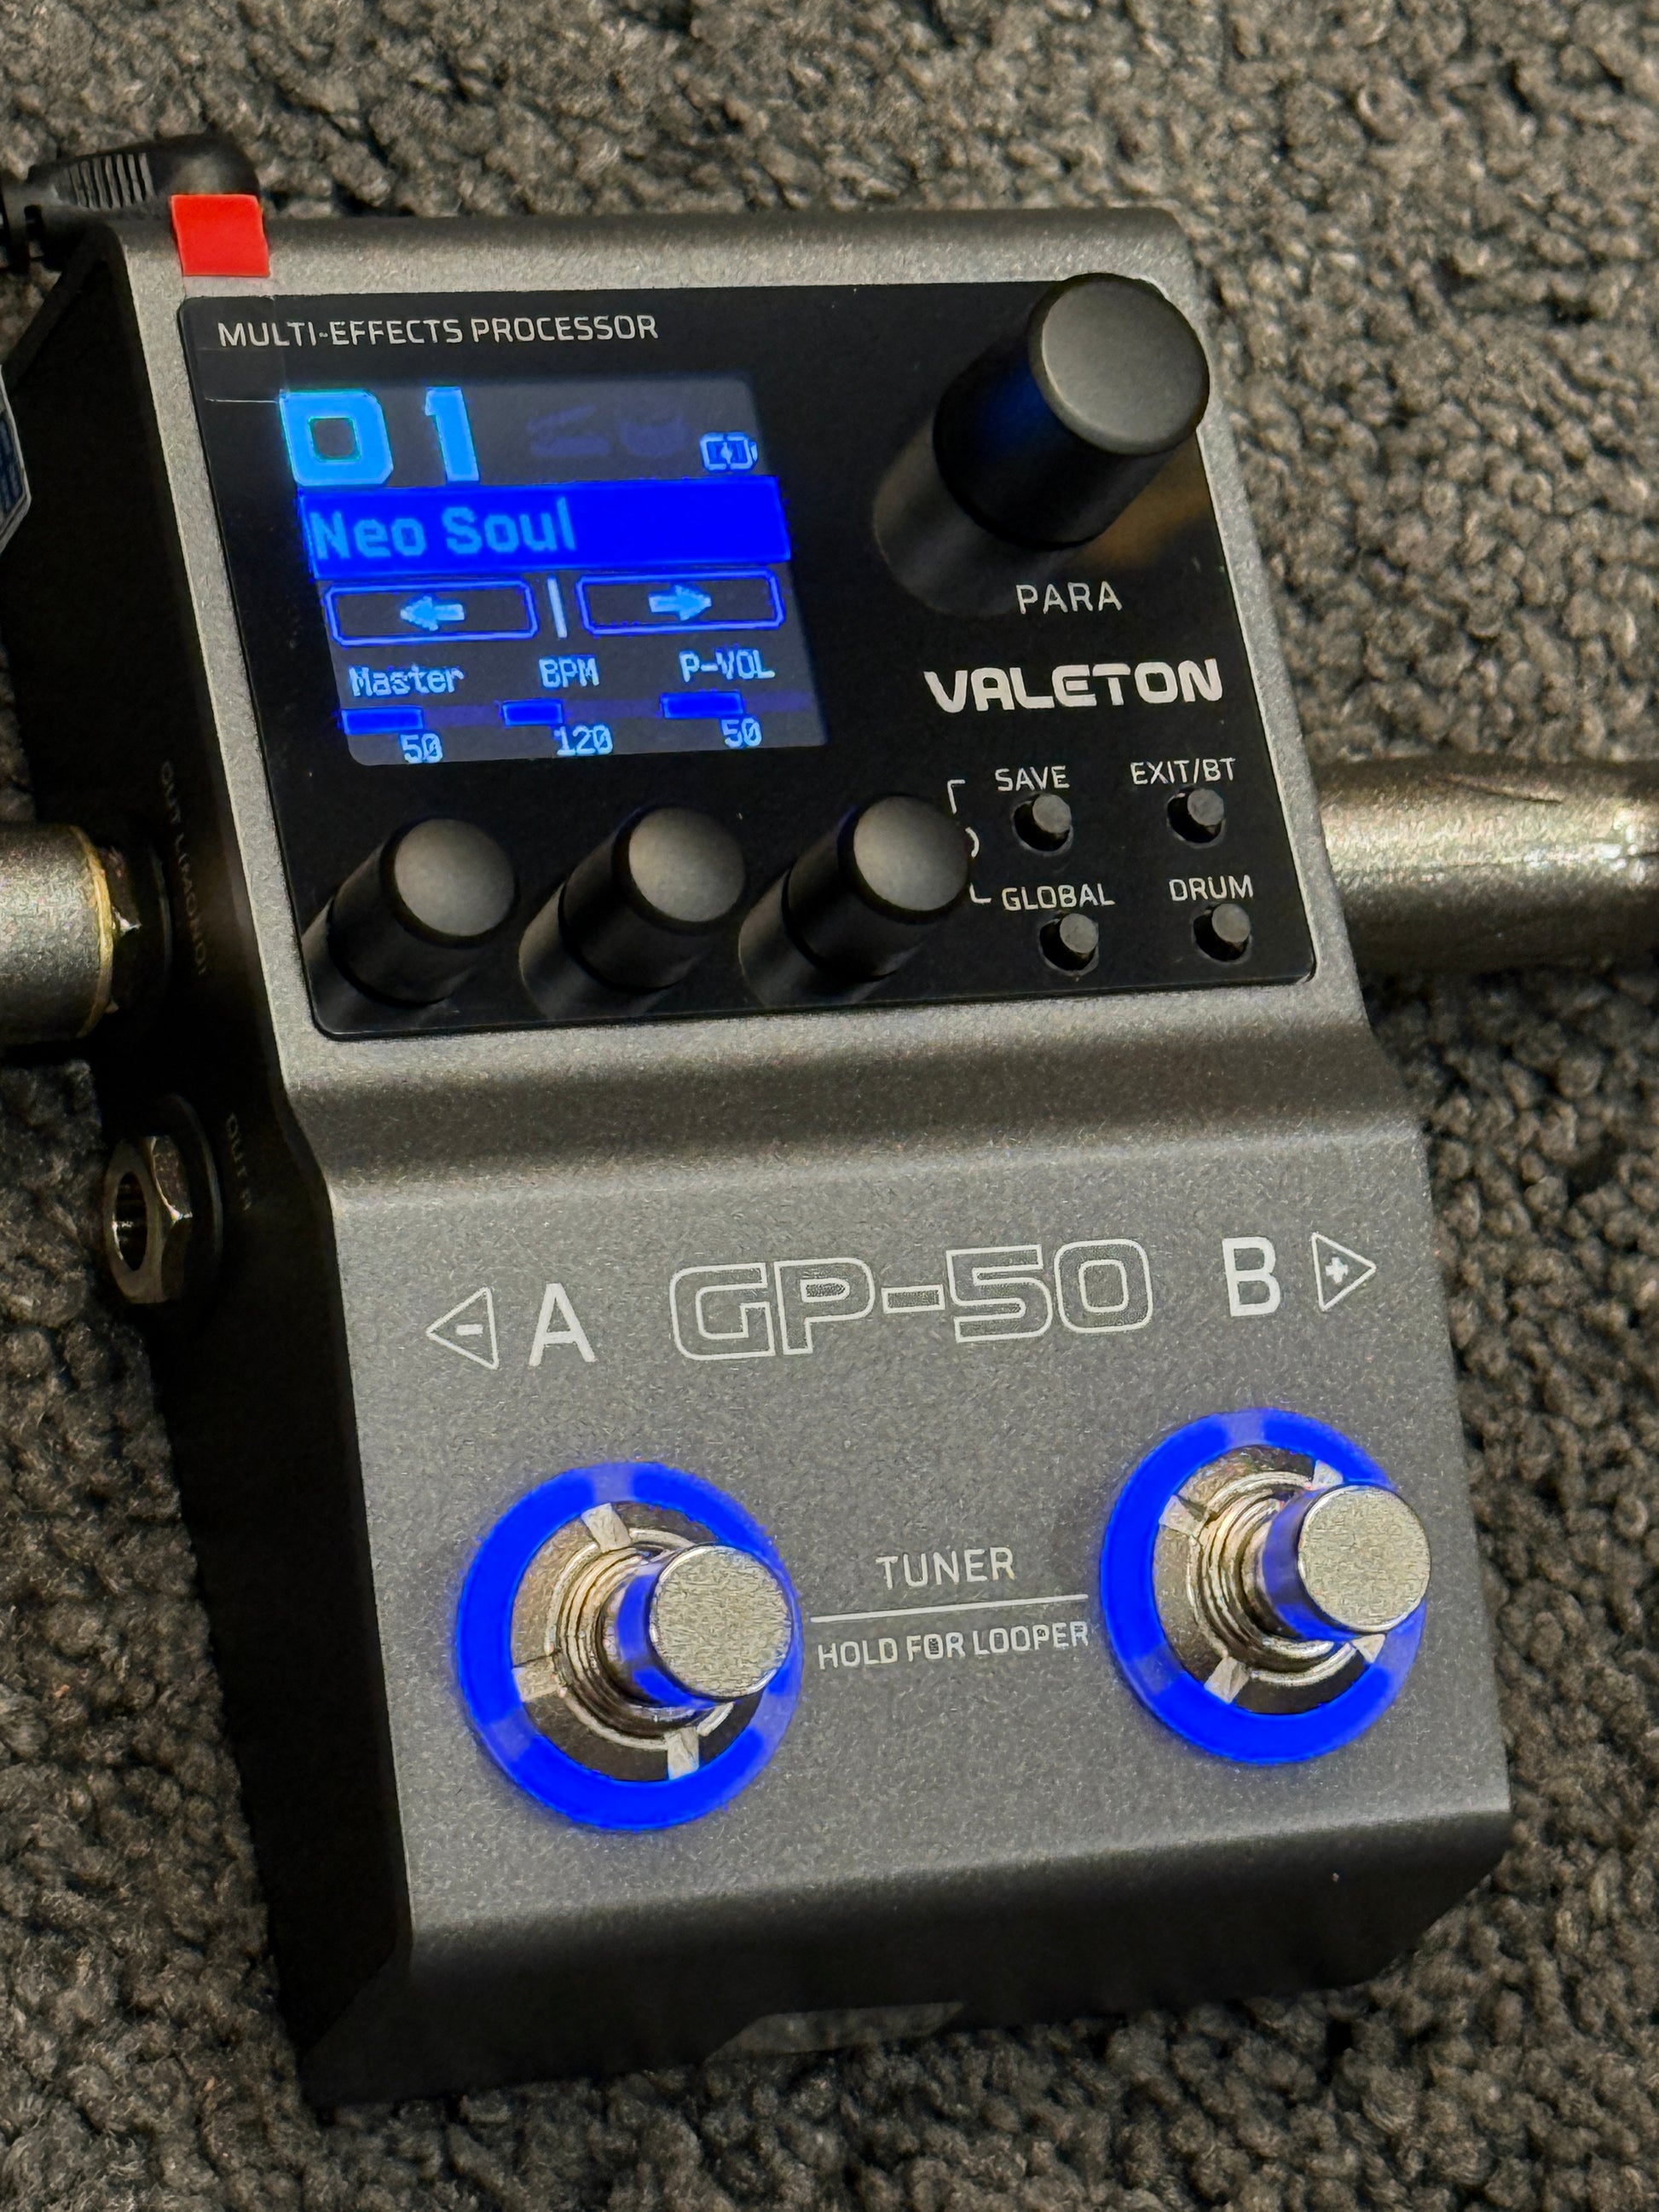 MULTI-EFFECTS PROCESSOR
01
Neo Soul
Master BPM P-VOL
50 120 50
PARA
VALETON
SAVE EXIT/BT
GLOBAL DRUM
- A GP-50 B +
TUNER
HOLD FOR LOOPER